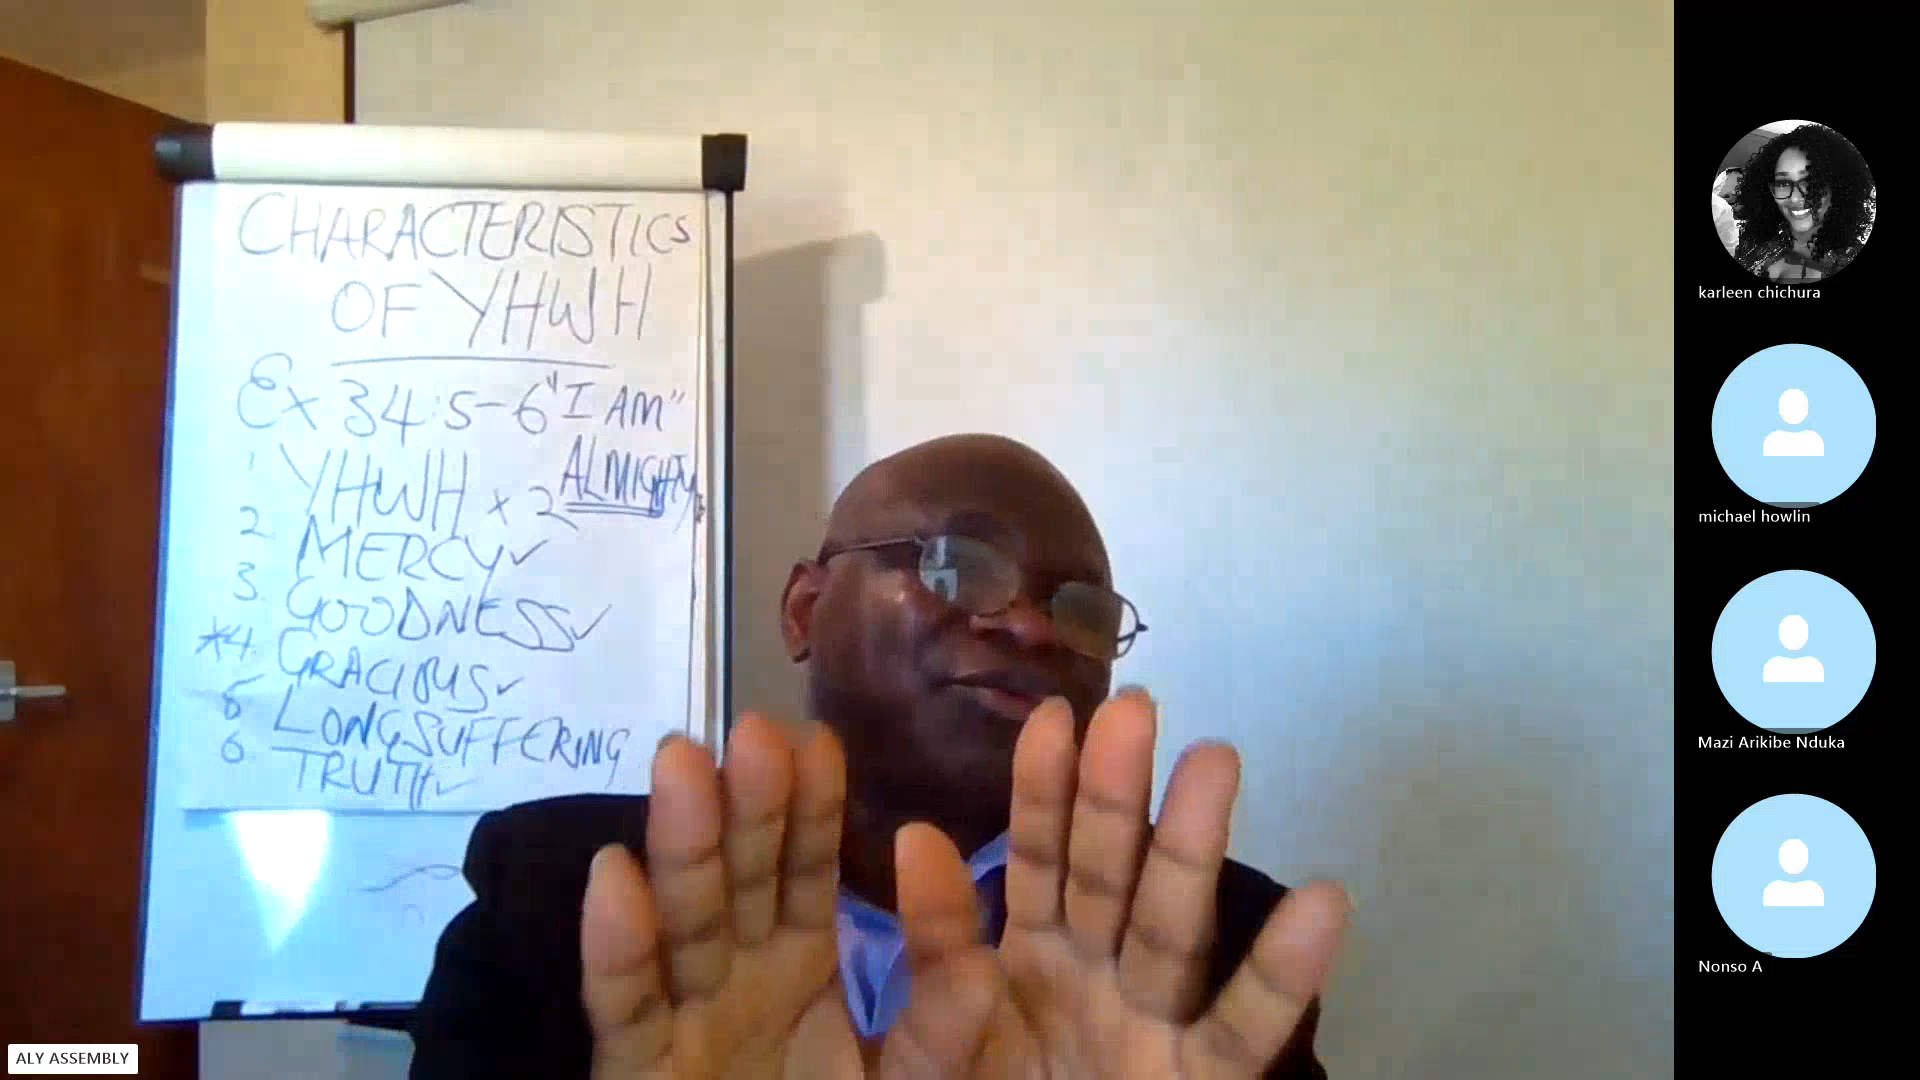 CHARACTERISTICS
OF YHWH
Ex 34:5-6 "I AM"
1 YHWH x 2 ALMIGHTY
2 MERCY✓
3 GOODNESS✓
*4 GRACIOUS✓
5 LONGSUFFERING
6 TRUTH✓
ALY ASSEMBLY
karleen chichura
michael howlin
Mazi Arikibe Nduka
Nonso A